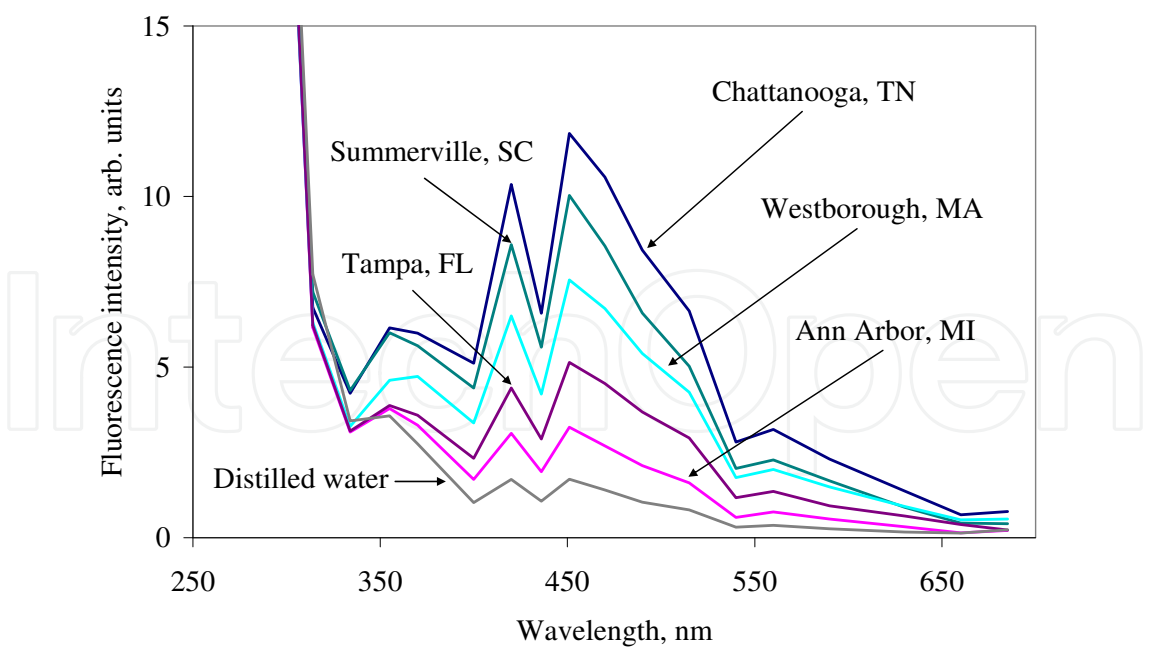 15
10
5
0
Fluorescence intensity, arb. units
Chattanooga, TN
Summerville, SC
Westborough, MA
Tampa, FL
Ann Arbor, MI
Distilled water
250
350
450
550
650
Wavelength, nm
IntechOpen